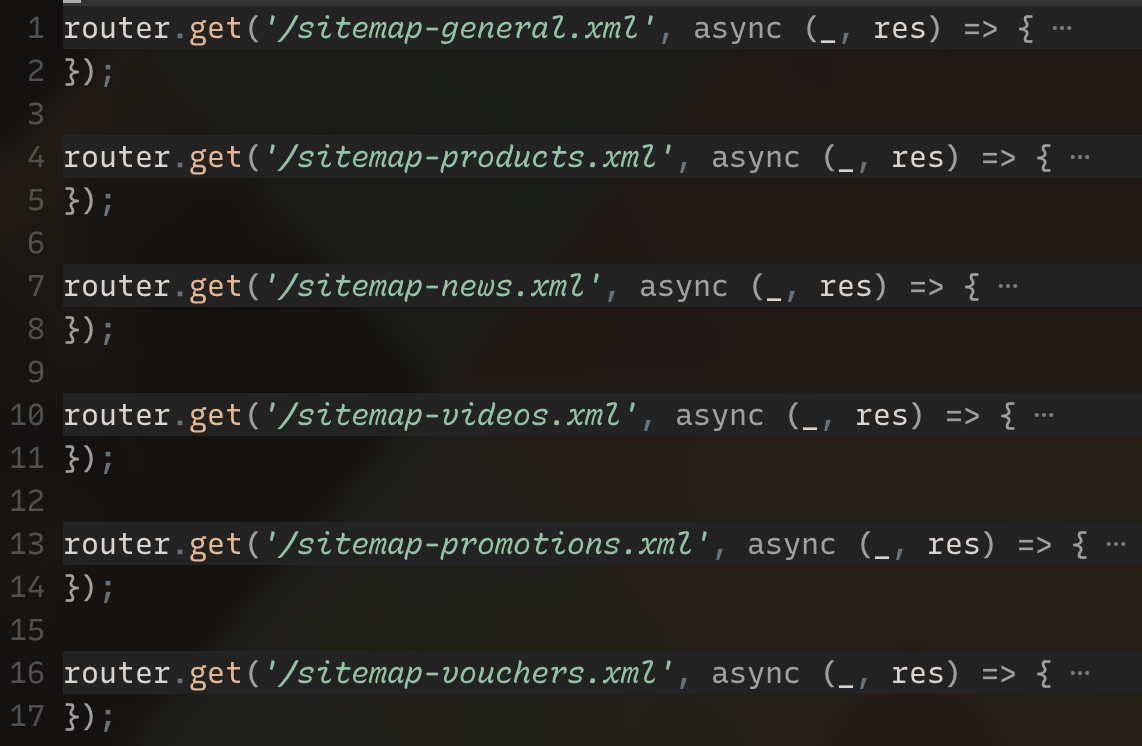 1 router.get('/sitemap-general.xml', async (_, res) => { ···
2 });
3
4 router.get('/sitemap-products.xml', async (_, res) => { ···
5 });
6
7 router.get('/sitemap-news.xml', async (_, res) => { ···
8 });
9
10 router.get('/sitemap-videos.xml', async (_, res) => { ···
11 });
12
13 router.get('/sitemap-promotions.xml', async (_, res) => { ···
14 });
15
16 router.get('/sitemap-vouchers.xml', async (_, res) => { ···
17 });